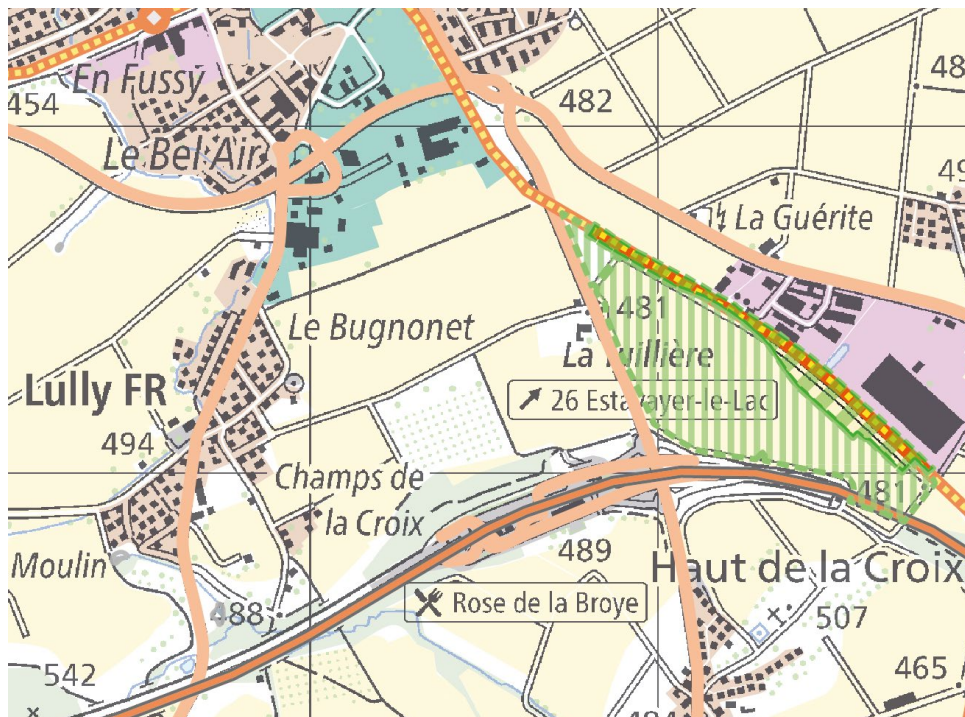 En Fussy
454
482
48
Le Bel Air
49
La Guérite
481
Le Bugnonet
La Tuillière
Lully FR
26 Estavayer-le-Lac
494
Champs de
la Croix
481
Moulin
489
Haut de la Croix
Rose de la Broye
488
507
542
465